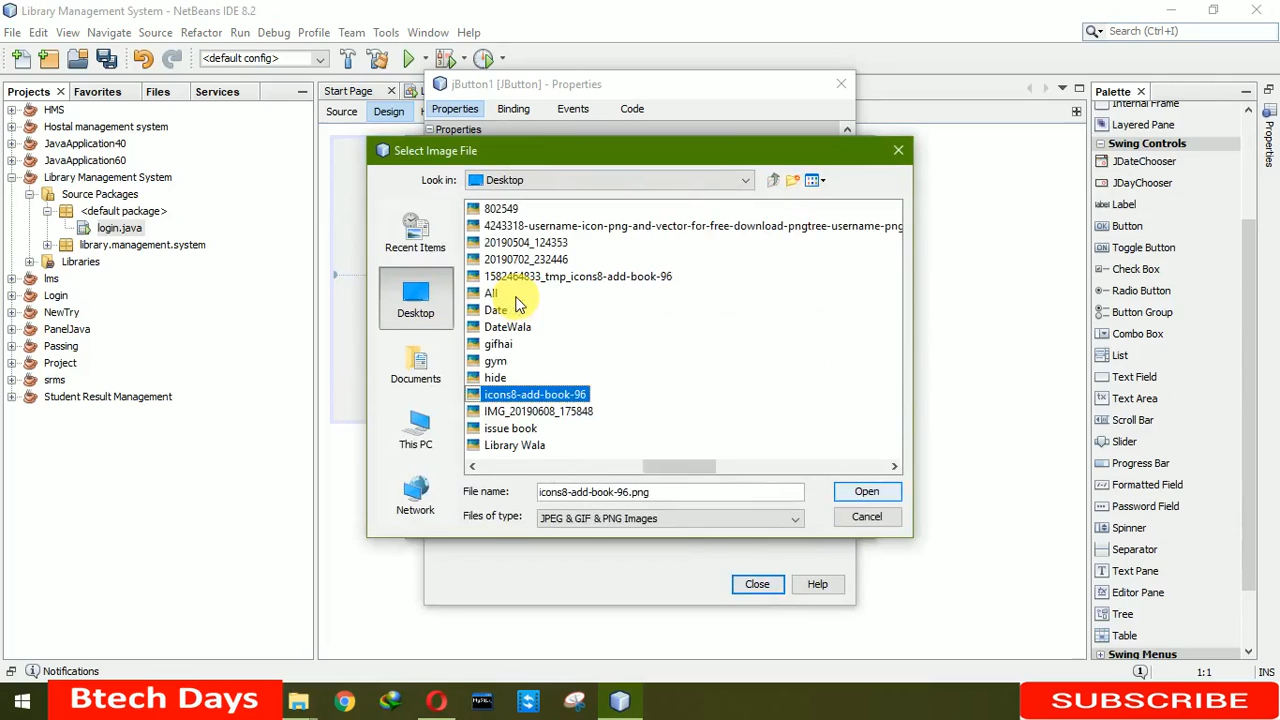 Library Management System - NetBeans IDE 8.2
File Edit View Navigate Source Refactor Run Debug Profile Team Tools Window Help
Search (Ctrl+I)
<default config>
Projects Favorites Files Services
HMS
Hostal management system
JavaApplication40
JavaApplication60
Library Management System
Source Packages
<default package>
login.java
library.management.system
Libraries
lms
Login
NewTry
PanelJava
Passing
Project
srms
Student Result Management
Start Page
Source Design
jButton1 [JButton] - Properties
Properties Binding Events Code
Properties
Select Image File
Look in: Desktop
Recent Items
Desktop
Documents
This PC
Network
802549
4243318-username-icon-png-and-vector-for-free-download-pngtree-username-png
20190504_124353
20190702_232446
1582464833_tmp_icons8-add-book-96
All
Date
DateWala
gifhai
gym
hide
icons8-add-book-96
IMG_20190608_175848
issue book
Library Wala
File name: icons8-add-book-96.png Open
Files of type: JPEG & GIF & PNG Images Cancel
Close Help
Palette
Internal Frame
Layered Pane
Swing Controls
JDateChooser
JDayChooser
Label
Button
Toggle Button
Check Box
Radio Button
Button Group
Combo Box
List
Text Field
Text Area
Scroll Bar
Slider
Progress Bar
Formatted Field
Password Field
Spinner
Separator
Text Pane
Editor Pane
Tree
Table
Swing Menus
Properties
Notifications
1:1 INS
Btech Days
SUBSCRIBE